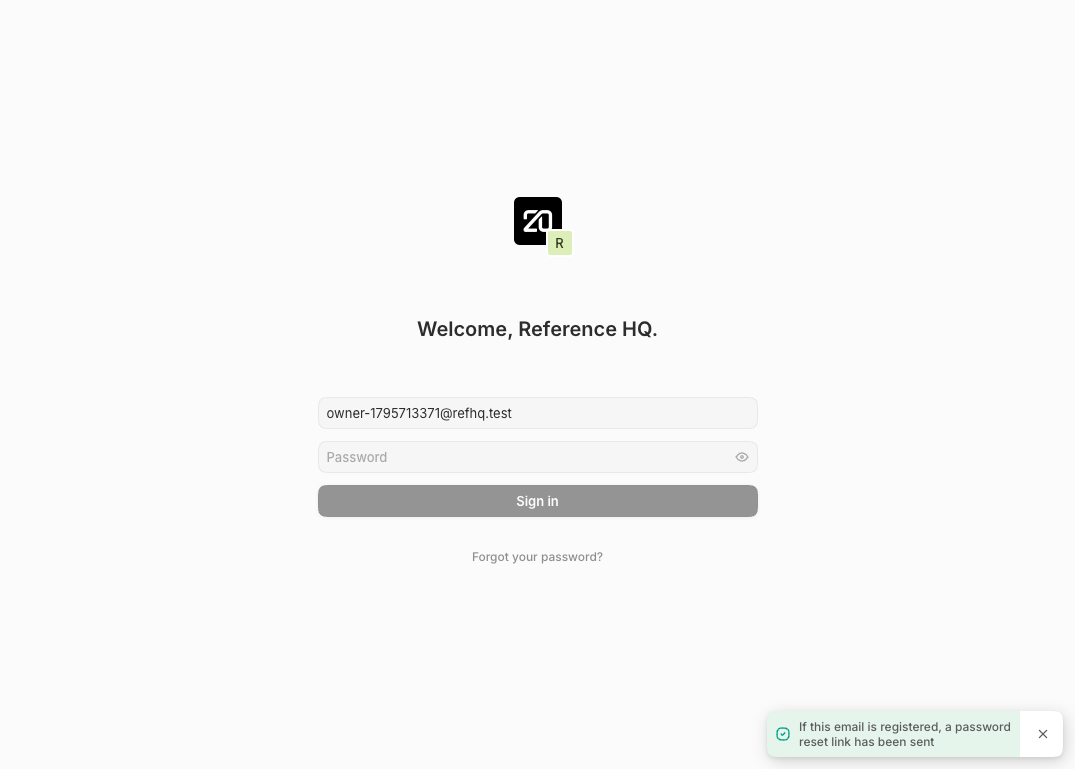 20
R
Welcome, Reference HQ.
owner-1795713371@refhq.test
Password
Sign in
Forgot your password?
If this email is registered, a password
reset link has been sent